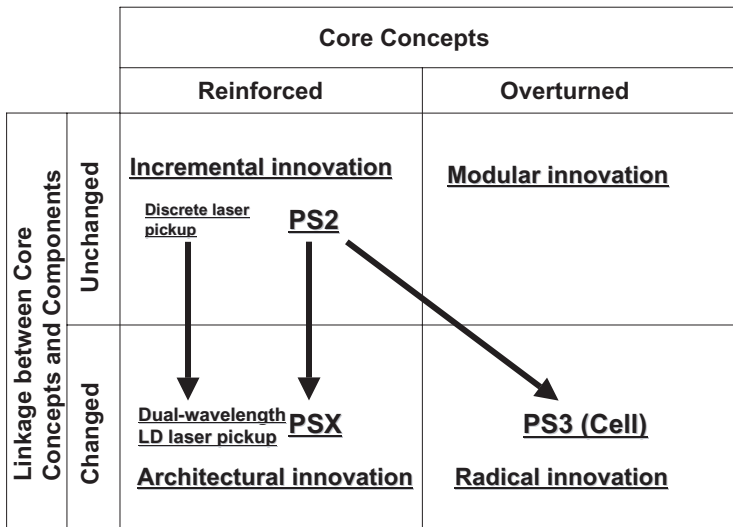 Core Concepts
Reinforced
Overturned
Linkage between Core
Concepts and Components
Unchanged
Incremental innovation
Modular innovation
Discrete laser
pickup
PS2
Changed
Dual-wavelength
LD laser pickup
PSX
PS3 (Cell)
Architectural innovation
Radical innovation